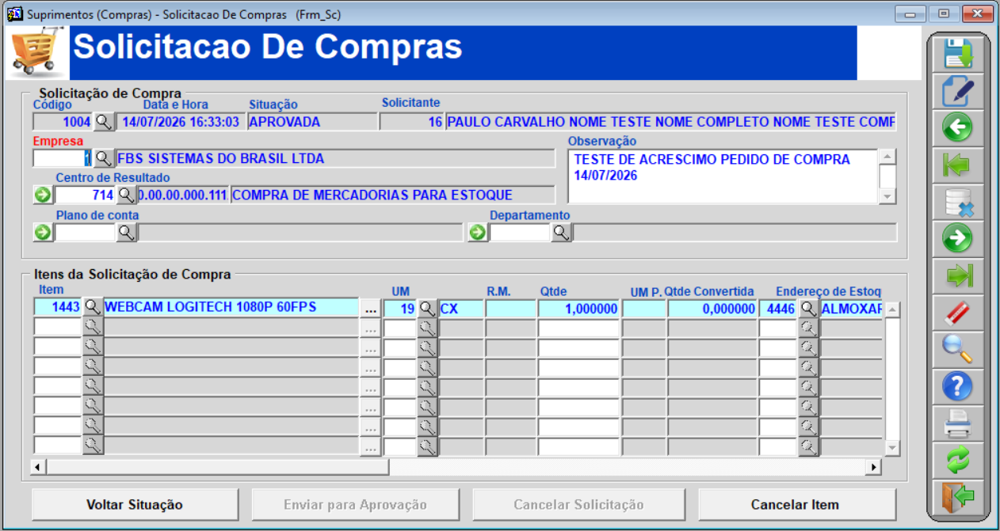 Suprimentos (Compras) - Solicitacao De Compras (Frm_Sc)
Solicitacao De Compras
Solicitação de Compra
Código Data e Hora Situação Solicitante
1004 14/07/2026 16:33:03 APROVADA 16 PAULO CARVALHO NOME TESTE NOME COMPLETO NOME TESTE COMP
Empresa Observação
1 FBS SISTEMAS DO BRASIL LTDA TESTE DE ACRESCIMO PEDIDO DE COMPRA
14/07/2026
Centro de Resultado
714 0.00.00.000.111 COMPRA DE MERCADORIAS PARA ESTOQUE
Plano de conta Departamento
Itens da Solicitação de Compra
Item UM R.M. Qtde UM P. Qtde Convertida Endereço de Estoq
1443 WEBCAM LOGITECH 1080P 60FPS ... 19 CX 1,000000 0,000000 4446 ALMOXAR
...
...
...
...
...
...
...
Voltar Situação Enviar para Aprovação Cancelar Solicitação Cancelar Item